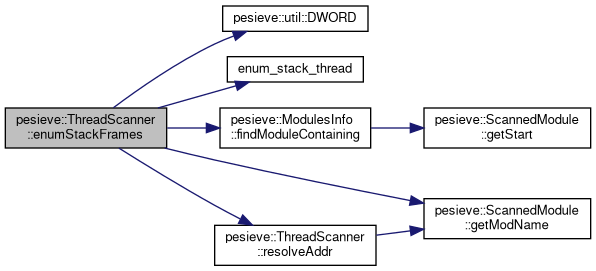 pesieve::util::DWORD
enum_stack_thread
pesieve::ThreadScanner
::enumStackFrames
pesieve::ModulesInfo
::findModuleContaining
pesieve::ScannedModule
::getStart
pesieve::ScannedModule
::getModName
pesieve::ThreadScanner
::resolveAddr